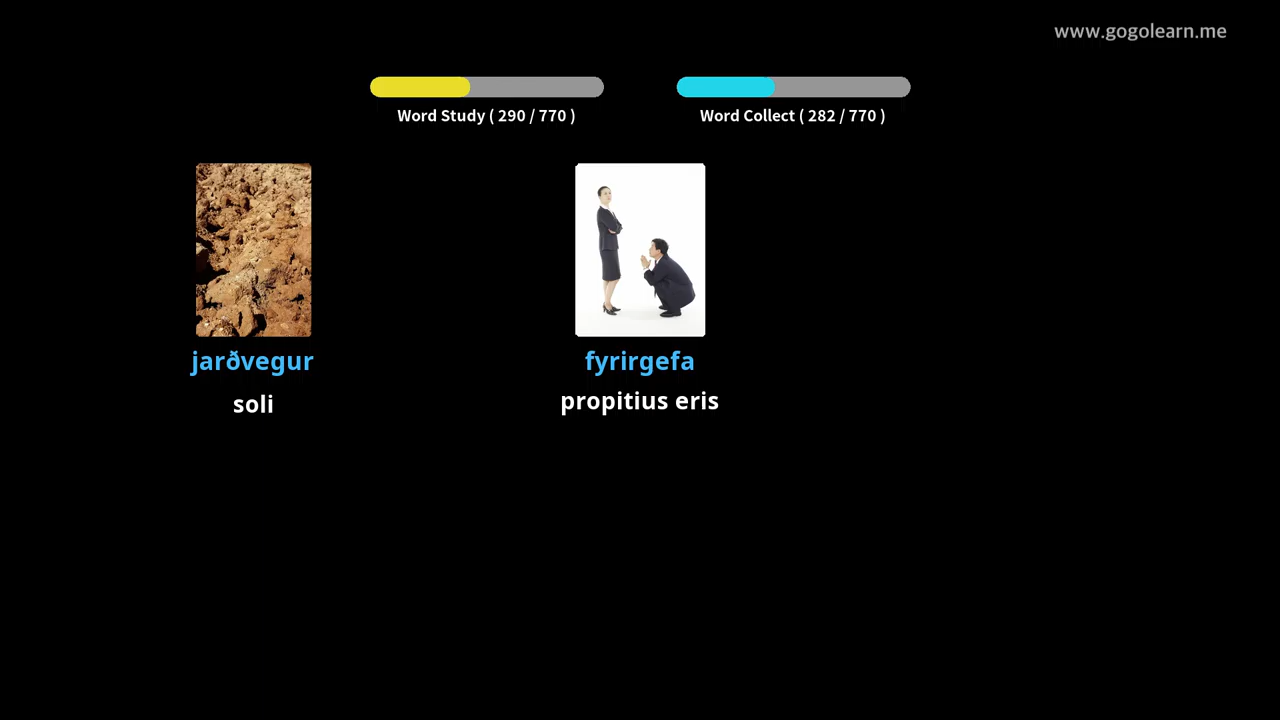 www.gogolearn.me
Word Study ( 290 / 770 )
Word Collect ( 282 / 770 )
jarðvegur
fyrirgefa
soli
propitius eris